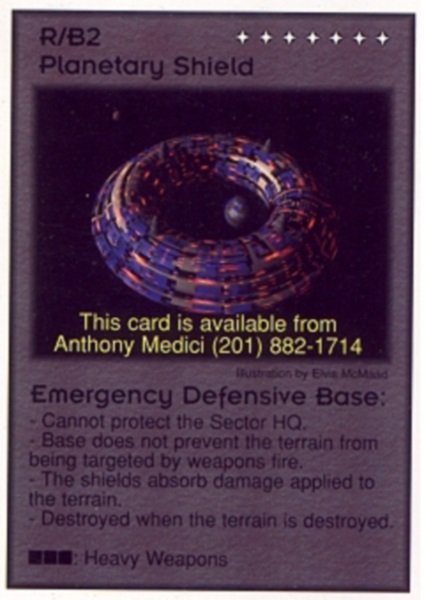 R/B2
Planetary Shield
This card is available from
Anthony Medici (201) 882-1714
Illustration by Elvis McMaad
Emergency Defensive Base:
- Cannot protect the Sector HQ.
- Base does not prevent the terrain from
being targeted by weapons fire.
- The shields absorb damage applied to
the terrain.
- Destroyed when the terrain is destroyed.
■■■: Heavy Weapons